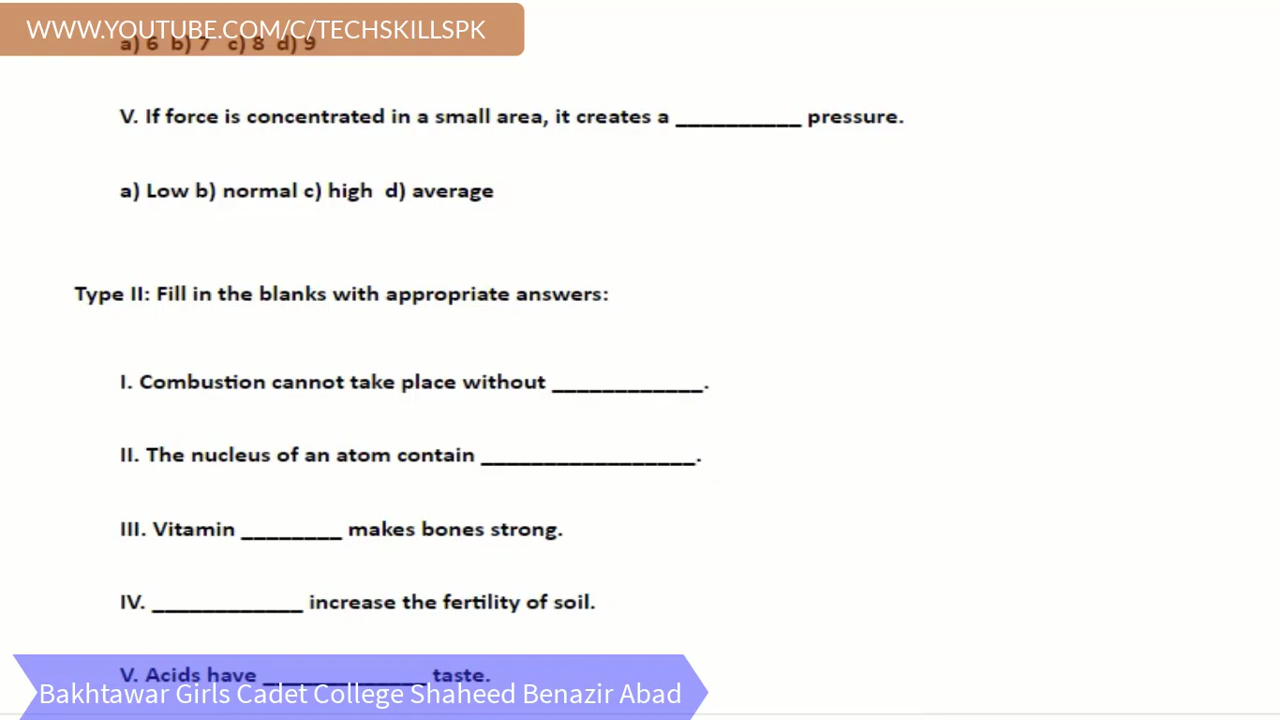 WWW.YOUTUBE.COM/C/TECHSKILLSPK
a) 6 b) 7 c) 8 d) 9
V. If force is concentrated in a small area, it creates a __________ pressure.
a) Low b) normal c) high d) average
Type II: Fill in the blanks with appropriate answers:
I. Combustion cannot take place without ____________.
II. The nucleus of an atom contain _________________.
III. Vitamin ________ makes bones strong.
IV. ____________ increase the fertility of soil.
V. Acids have _____________ taste.
Bakhtawar Girls Cadet College Shaheed Benazir Abad